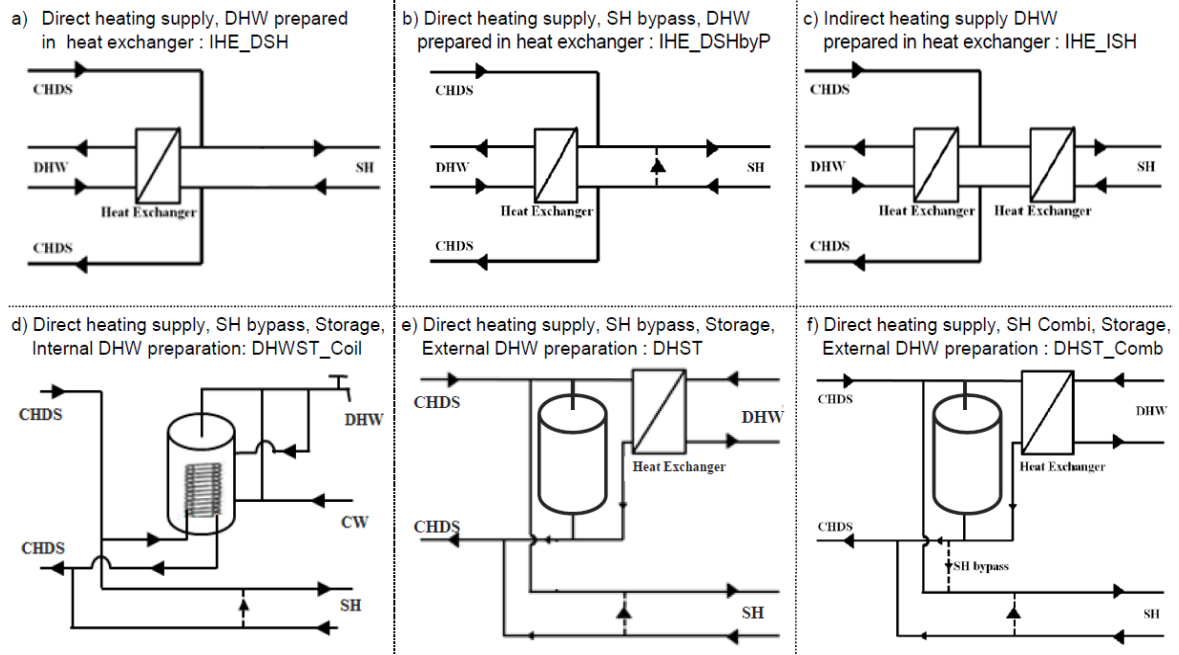 a) Direct heating supply, DHW prepared
in heat exchanger : IHE_DSH
CHDS
DHW
SH
Heat Exchanger
CHDS
b) Direct heating supply, SH bypass, DHW
prepared in heat exchanger : IHE_DSHbyP
CHDS
DHW
SH
Heat Exchanger
CHDS
c) Indirect heating supply DHW
prepared in heat exchanger : IHE_ISH
CHDS
DHW
SH
Heat Exchanger
Heat Exchanger
CHDS
d) Direct heating supply, SH bypass, Storage,
Internal DHW preparation: DHWST_Coil
CHDS
DHW
CW
CHDS
SH
e) Direct heating supply, SH bypass, Storage,
External DHW preparation : DHST
CHDS
DHW
Heat Exchanger
CHDS
SH
f) Direct heating supply, SH Combi, Storage,
External DHW preparation : DHST_Comb
CHDS
DHW
Heat Exchanger
CHDS
SH bypass
SH